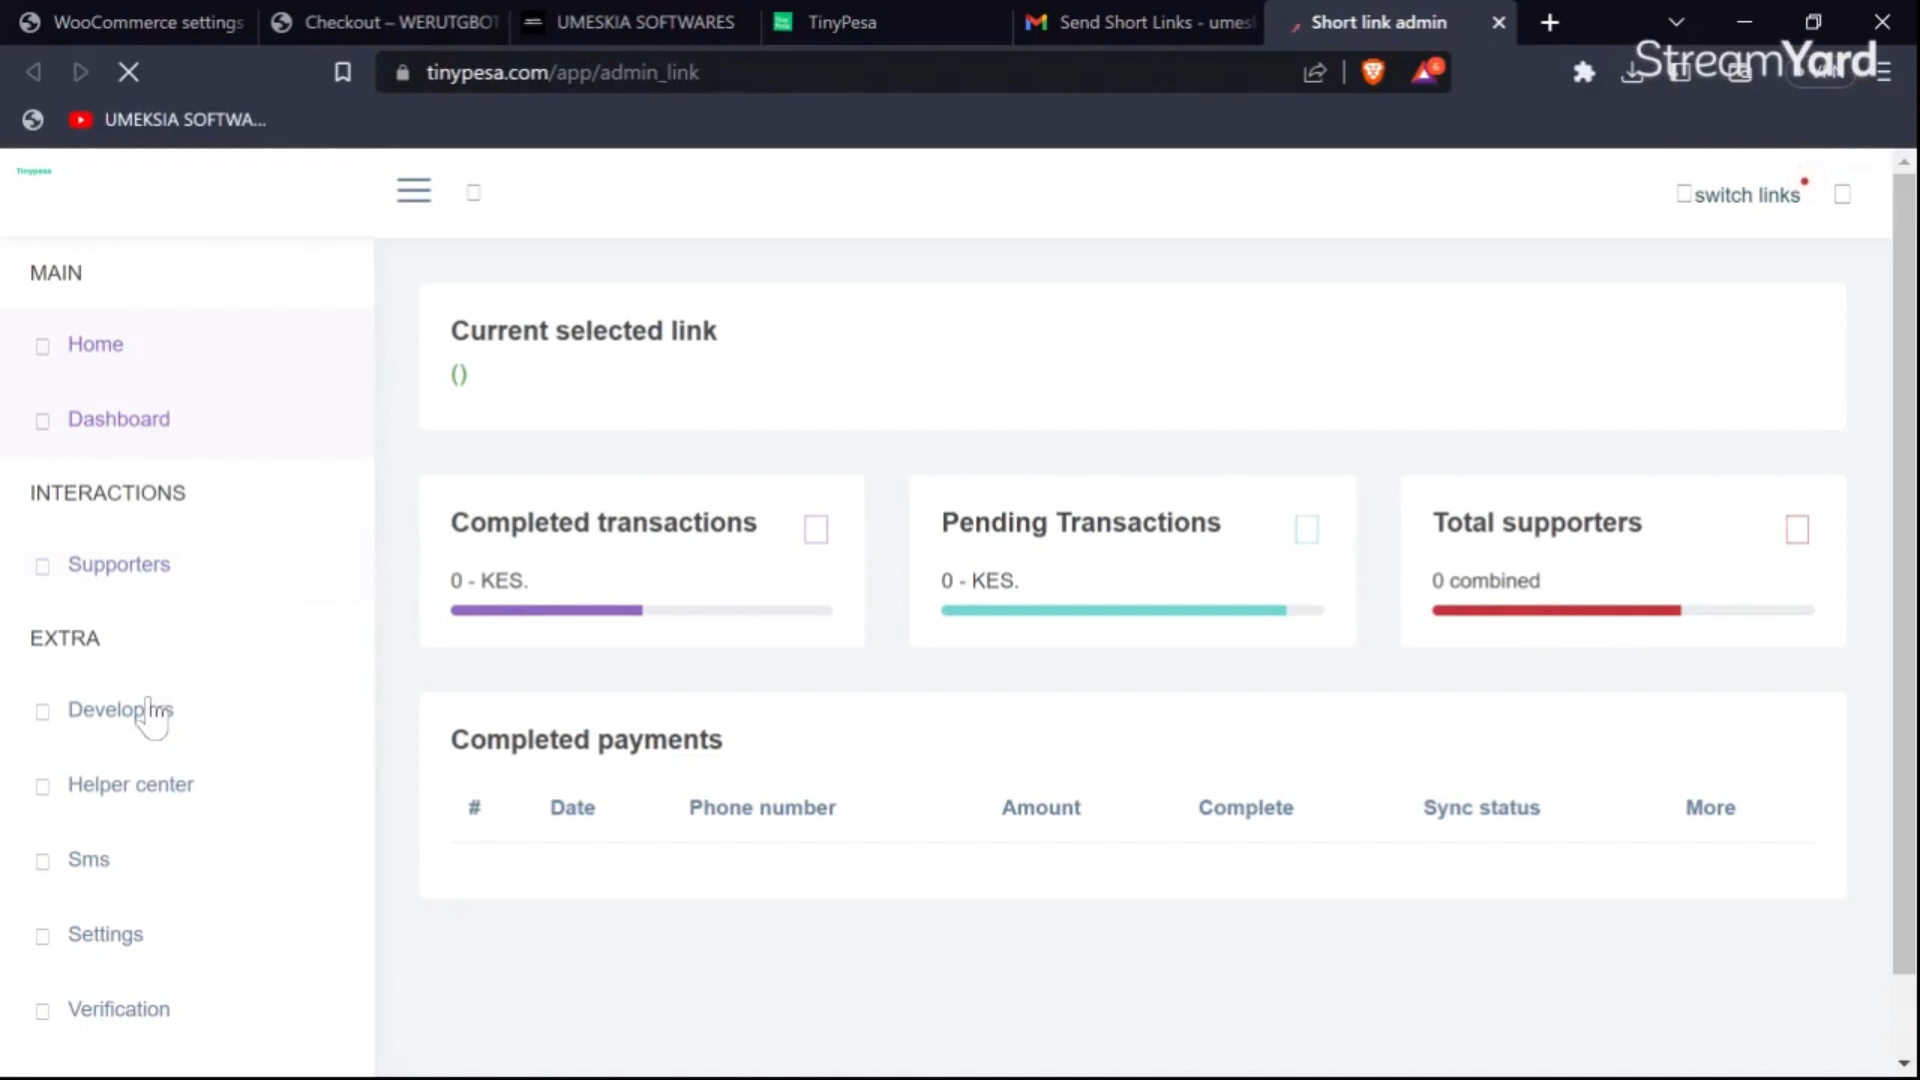 WooCommerce settings
Checkout – WERUTGBOT
UMESKIA SOFTWARES
TinyPesa
Send Short Links - umes
Short link admin
tinypesa.com/app/admin_link
StreamYard
UMEKSIA SOFTWA...
Tinypesa
switch links
MAIN
Home
Dashboard
INTERACTIONS
Supporters
EXTRA
Developers
Helper center
Sms
Settings
Verification
Current selected link
()
Completed transactions
0 - KES.
Pending Transactions
0 - KES.
Total supporters
0 combined
Completed payments
# Date Phone number Amount Complete Sync status More